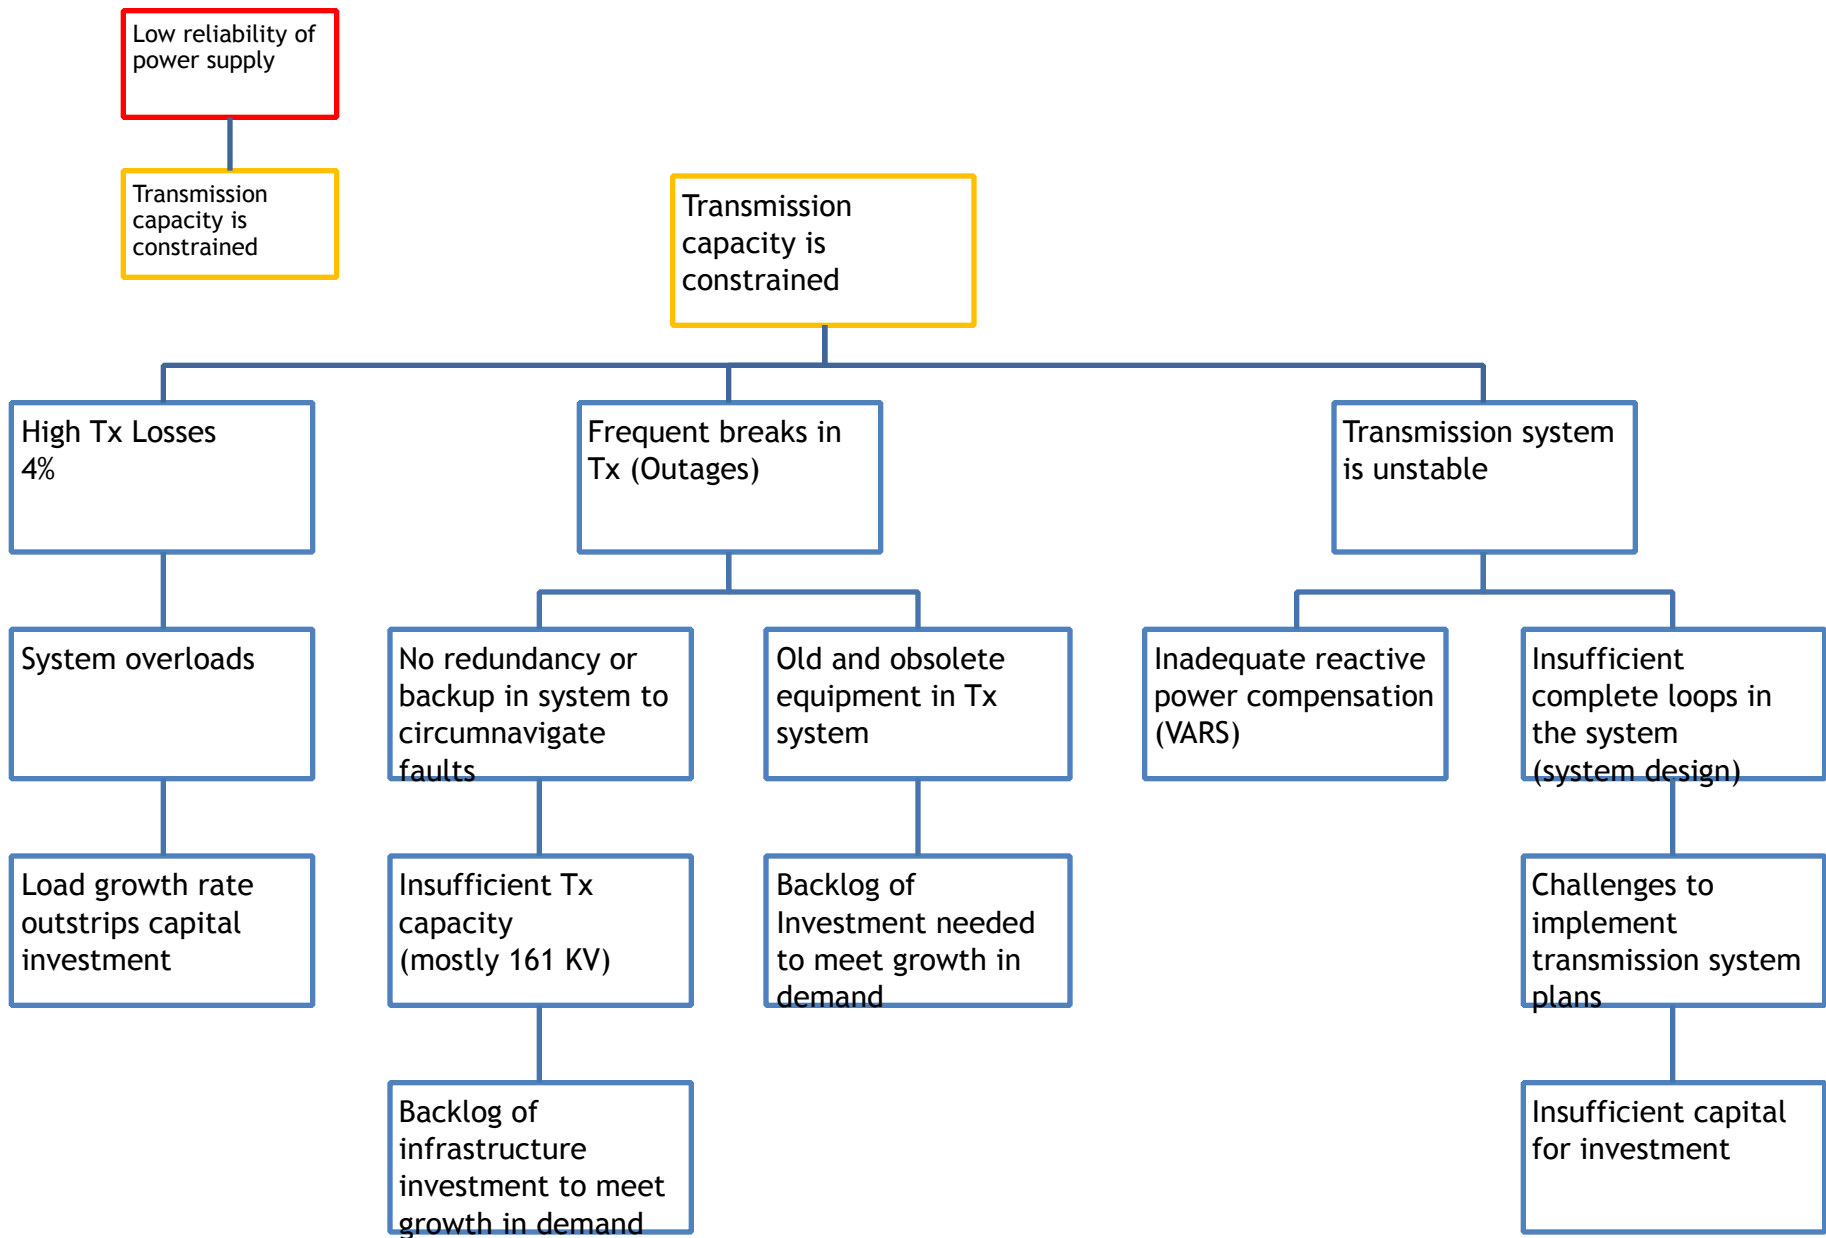 Low reliability of
power supply
Transmission
capacity is
constrained
Transmission
capacity is
constrained
High Tx Losses
4%
Frequent breaks in
Tx (Outages)
Transmission system
is unstable
System overloads
No redundancy or
backup in system to
circumnavigate
faults
Old and obsolete
equipment in Tx
system
Inadequate reactive
power compensation
(VARS)
Insufficient
complete loops in
the system
(system design)
Load growth rate
outstrips capital
investment
Insufficient Tx
capacity
(mostly 161 KV)
Backlog of
Investment needed
to meet growth in
demand
Challenges to
implement
transmission system
plans
Backlog of
infrastructure
investment to meet
growth in demand
Insufficient capital
for investment